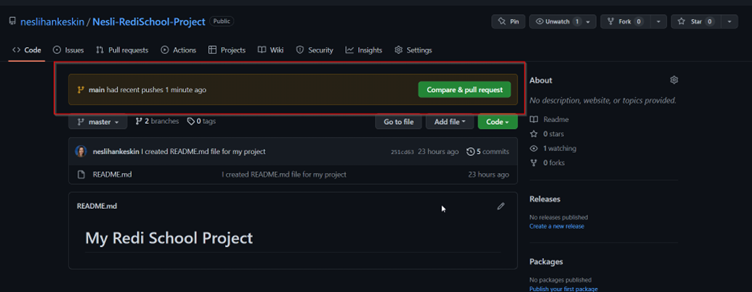 neslihankeskin / Nesli-RediSchool-Project Public
Pin Unwatch 1 Fork 0 Star 0
Code Issues Pull requests Actions Projects Wiki Security Insights Settings
main had recent pushes 1 minute ago Compare & pull request
master 2 branches 0 tags Go to file Add file Code
neslihankeskin I created README.md file for my project 251cd63 23 hours ago 5 commits
README.md I created README.md file for my project 23 hours ago
README.md
My Redi School Project
About
No description, website, or topics provided.
Readme
0 stars
1 watching
0 forks
Releases
No releases published
Create a new release
Packages
No packages published
Publish your first package